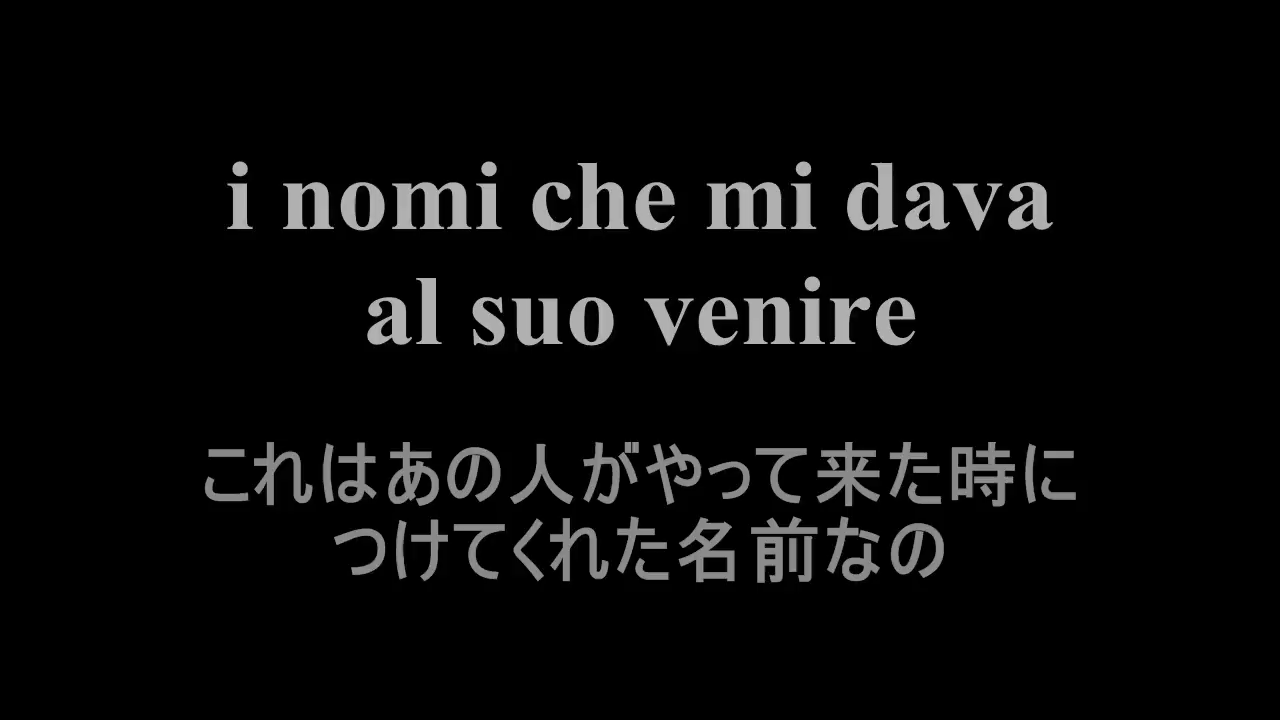 i nomi che mi dava
al suo venire
これはあの人がやって来た時に
つけてくれた名前なの